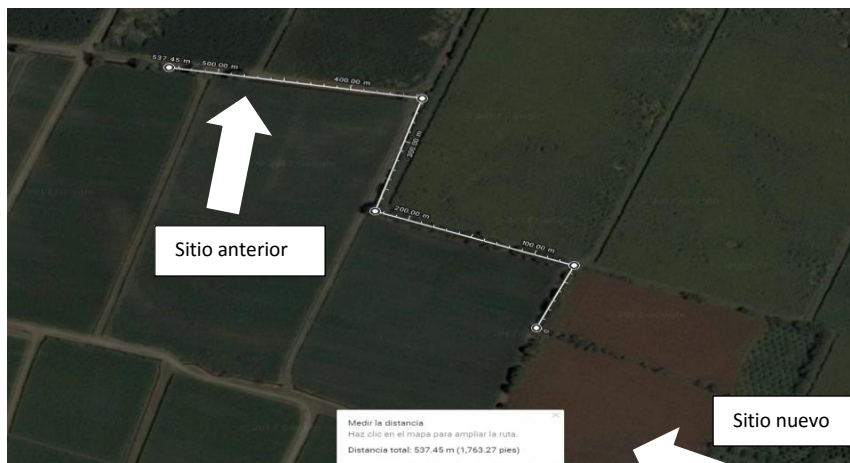 537.45 m
500.00 m
400.00 m
300.00 m
200.00 m
100.00 m
Sitio anterior
Sitio nuevo
Medir la distancia
Haz clic en el mapa para ampliar la ruta.
Distancia total: 537.45 m (1,763.27 pies)